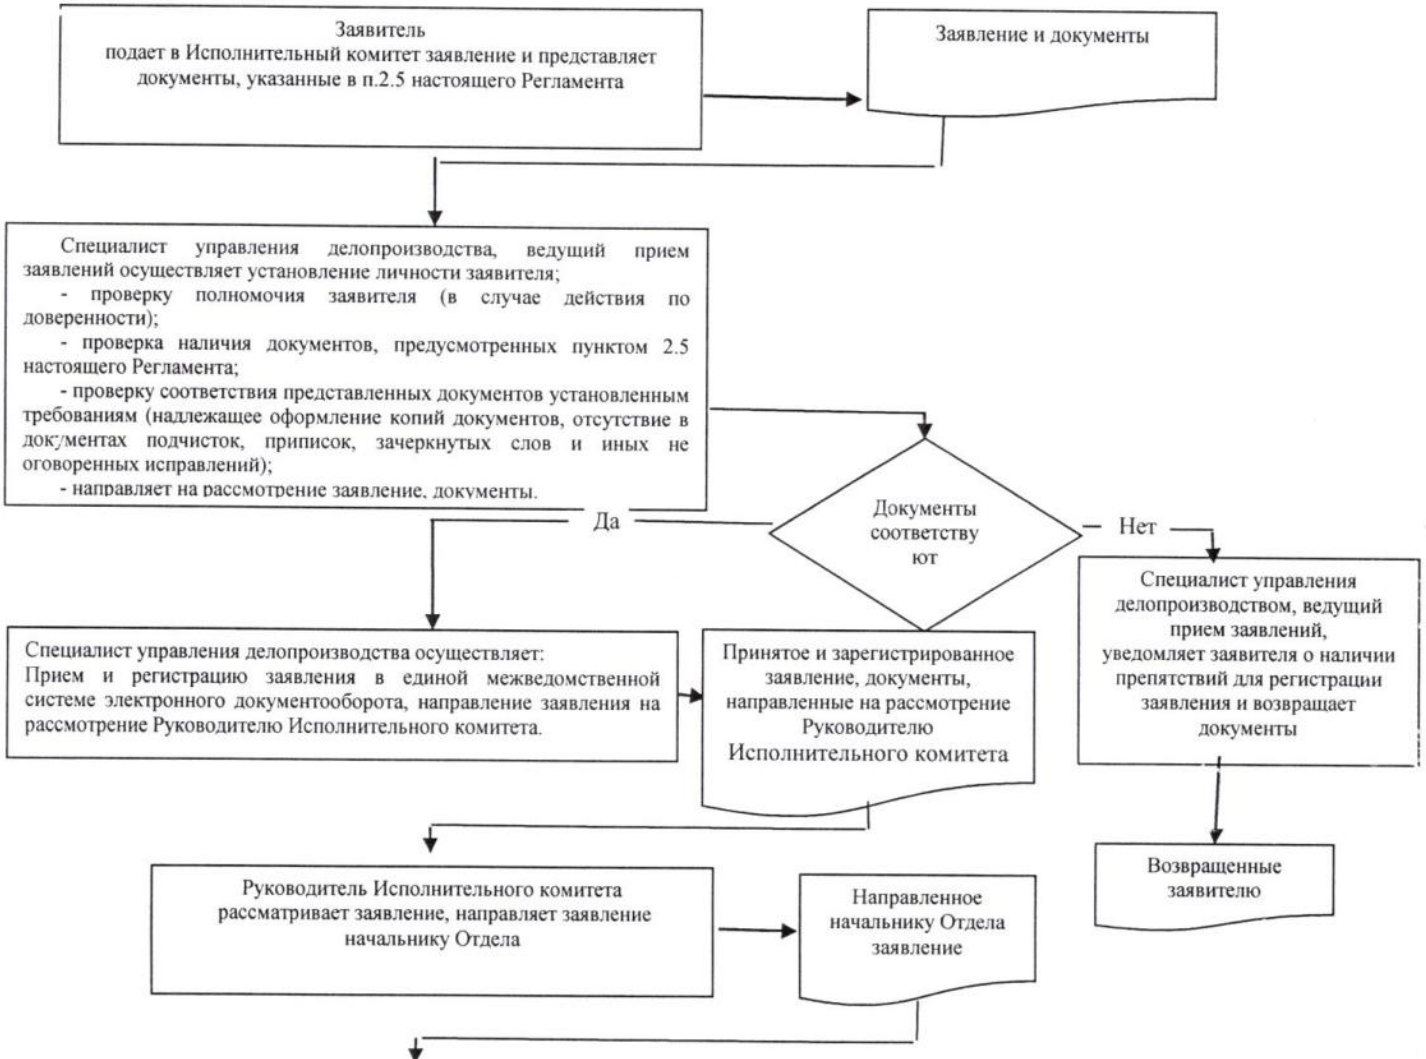 Заявитель
подает в Исполнительный комитет заявление и представляет
документы, указанные в п.2.5 настоящего Регламента
Заявление и документы
Специалист управления делопроизводства, ведущий прием
заявлений осуществляет установление личности заявителя;
- проверку полномочия заявителя (в случае действия по
доверенности);
- проверка наличия документов, предусмотренных пунктом 2.5
настоящего Регламента;
- проверку соответствия представленных документов установленным
требованиям (надлежащее оформление копий документов, отсутствие в
документах подчисток, приписок, зачеркнутых слов и иных не
оговоренных исправлений);
- направляет на рассмотрение заявление, документы.
Документы
соответству
ют
Да
Нет
Специалист управления
делопроизводством, ведущий
прием заявлений,
уведомляет заявителя о наличии
препятствий для регистрации
заявления и возвращает
документы
Специалист управления делопроизводства осуществляет:
Прием и регистрацию заявления в единой межведомственной
системе электронного документооборота, направление заявления на
рассмотрение Руководителю Исполнительного комитета.
Принятое и зарегистрированное
заявление, документы,
направленные на рассмотрение
Руководителю
Исполнительного комитета
Возвращенные
заявителю
Руководитель Исполнительного комитета
рассматривает заявление, направляет заявление
начальнику Отдела
Направленное
начальнику Отдела
заявление